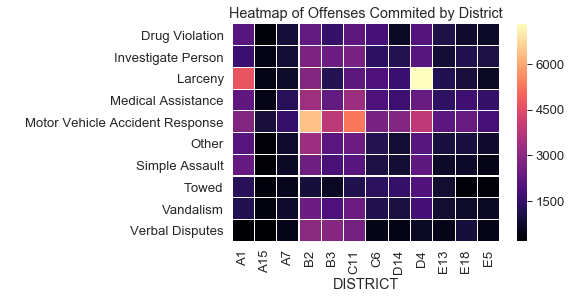 Heatmap of Offenses Commited by District
Drug Violation
Investigate Person
Larceny
Medical Assistance
Motor Vehicle Accident Response
Other
Simple Assault
Towed
Vandalism
Verbal Disputes
A1 A15 A7 B2 B3 C11 C6 D14 D4 E13 E18 E5
DISTRICT
6000
4500
3000
1500